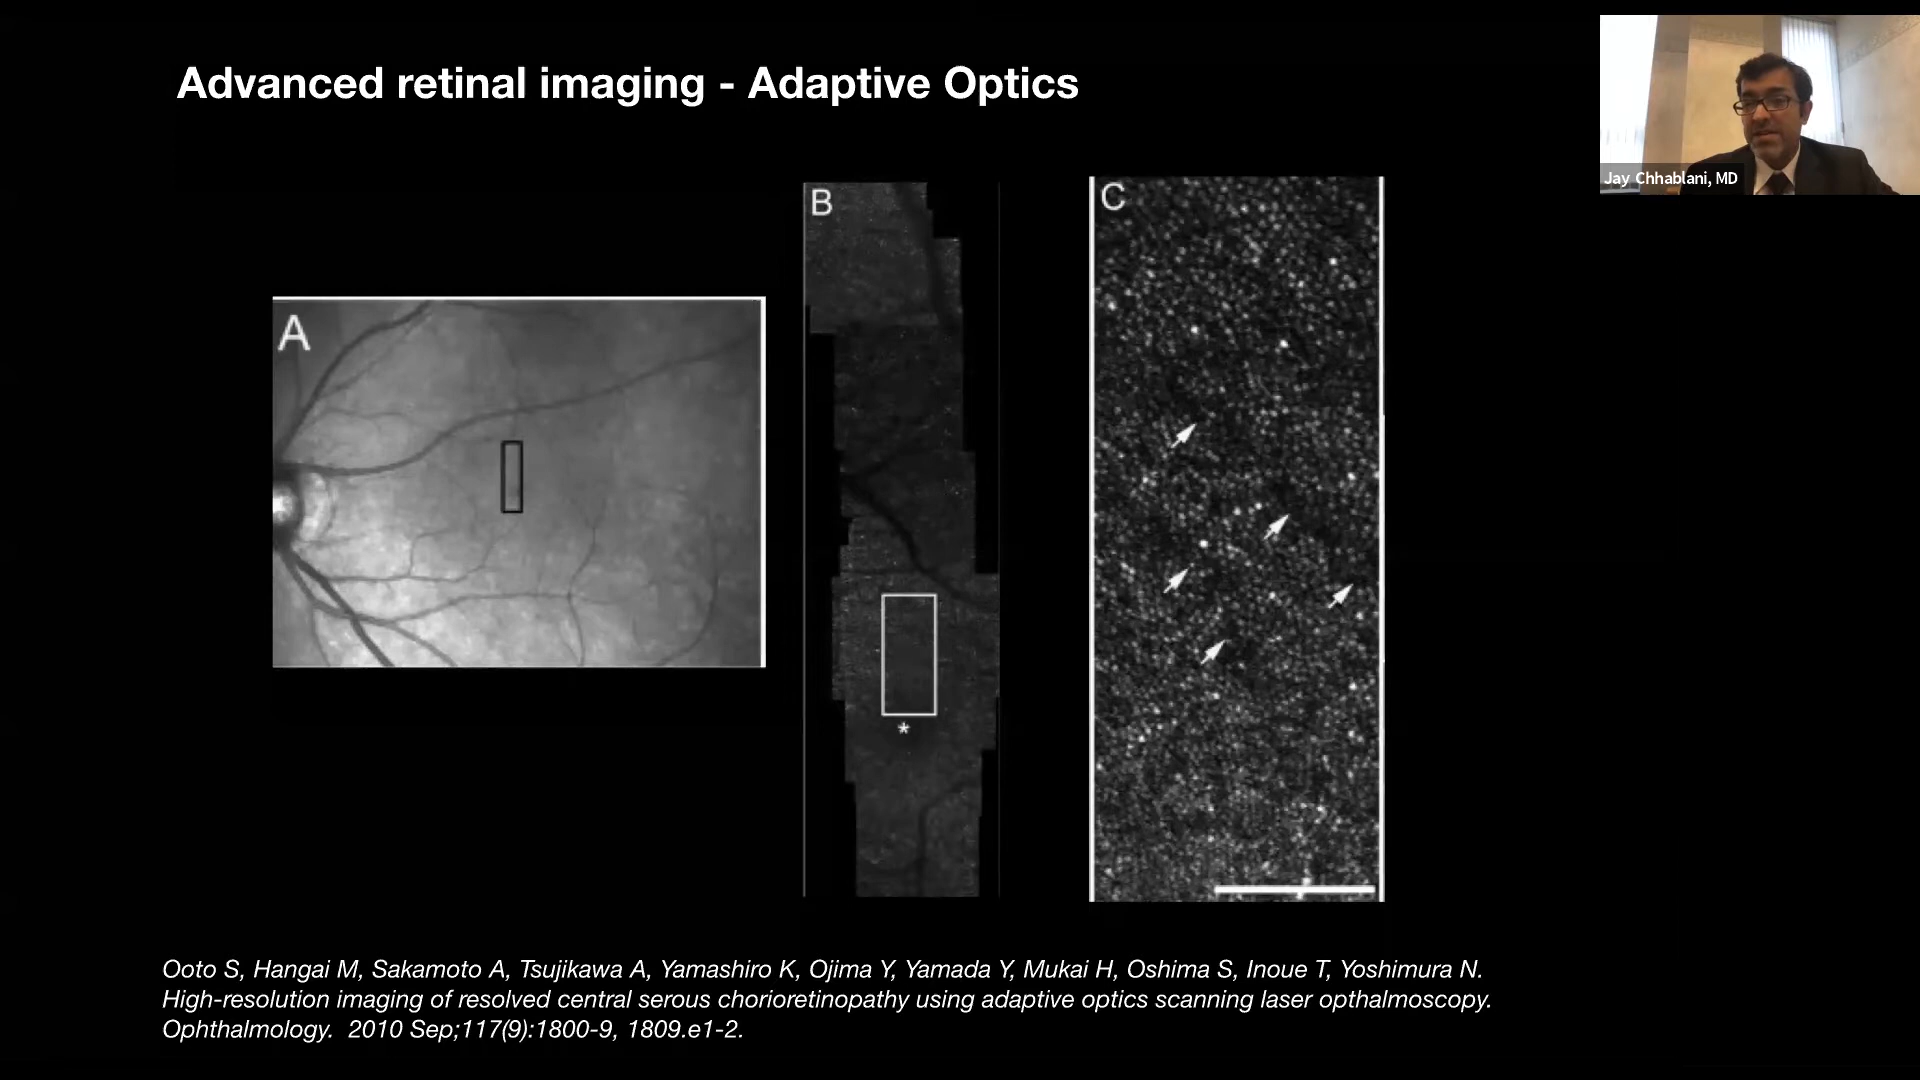 Advanced retinal imaging - Adaptive Optics
Jay Chhablani, MD
A
B
C
*
Ooto S, Hangai M, Sakamoto A, Tsujikawa A, Yamashiro K, Ojima Y, Yamada Y, Mukai H, Oshima S, Inoue T, Yoshimura N.
High-resolution imaging of resolved central serous chorioretinopathy using adaptive optics scanning laser opthalmoscopy.
Ophthalmology.  2010 Sep;117(9):1800-9, 1809.e1-2.